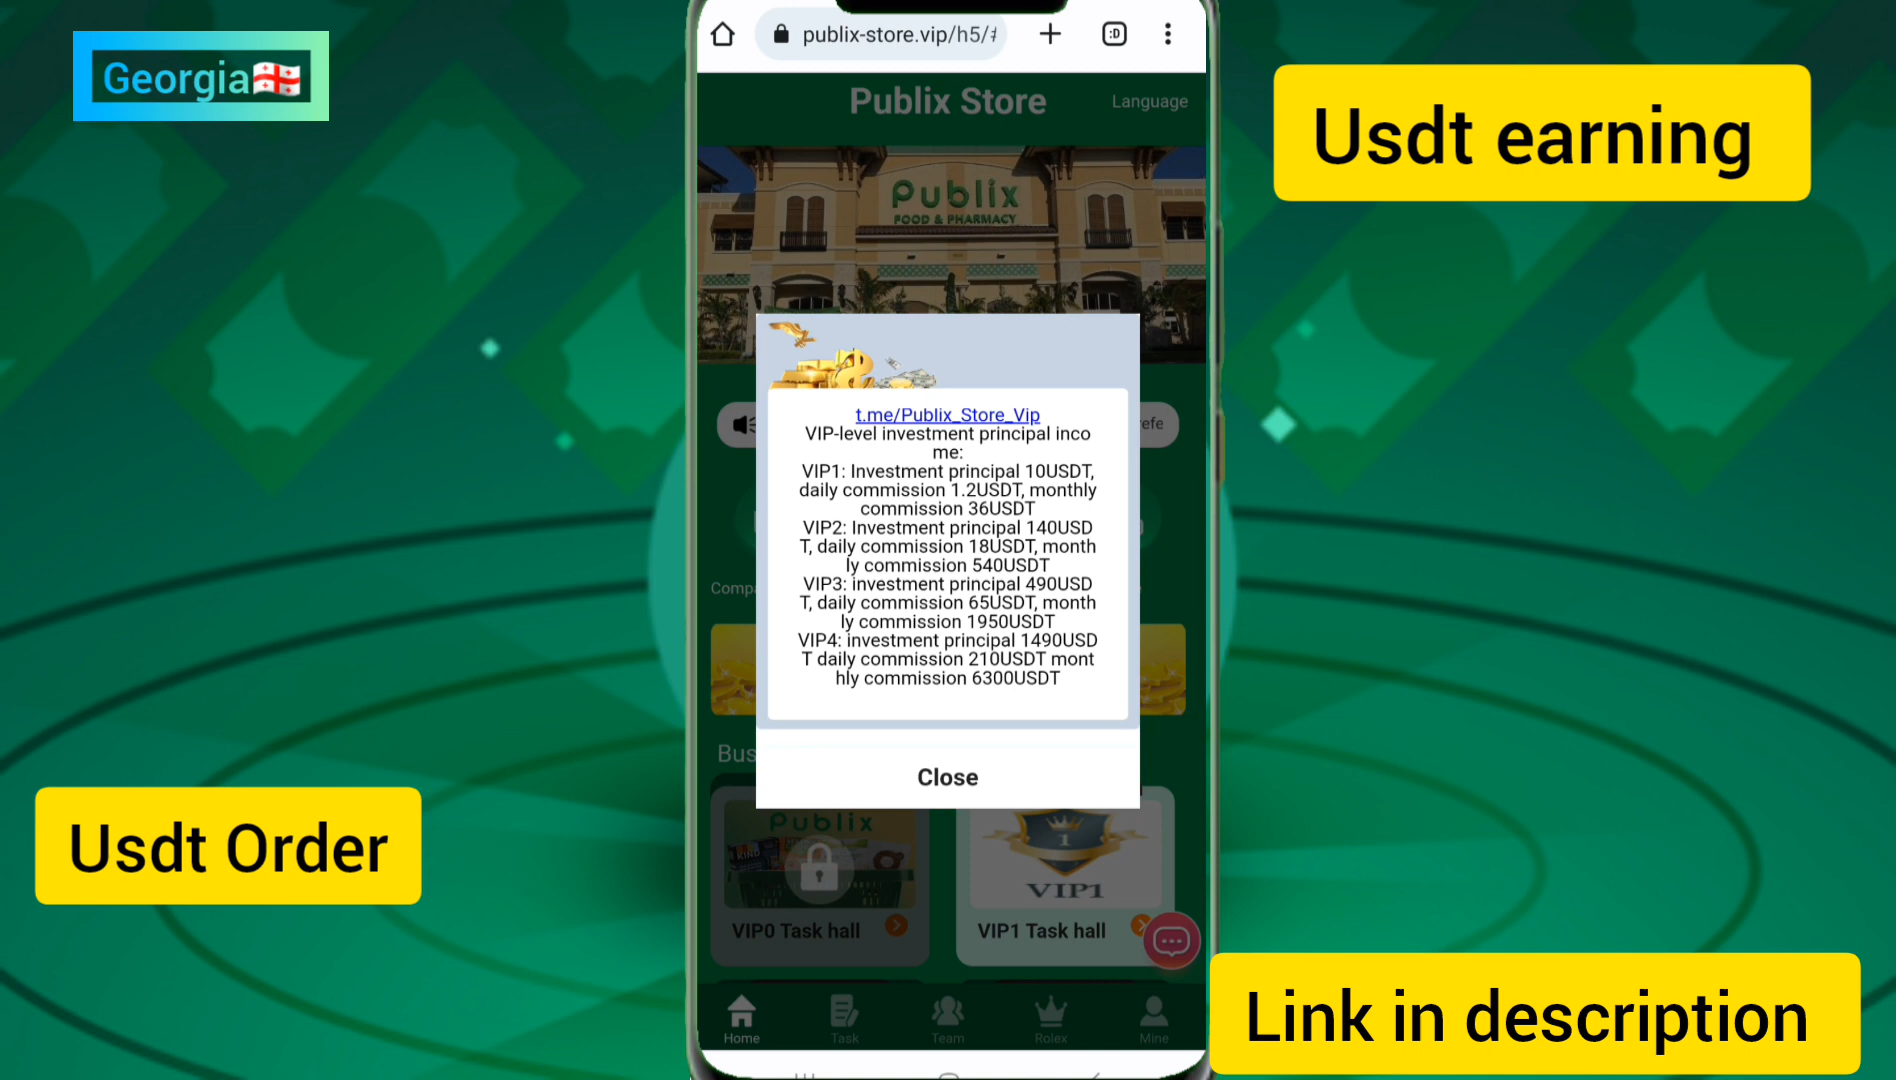 publix-store.vip/h5/#
Georgia
Publix Store
Language
Usdt earning
Publix
FOOD & PHARMACY
t.me/Publix_Store_Vip
VIP-level investment principal inco
me:
VIP1: Investment principal 10USDT,
daily commission 1.2USDT, monthly
commission 36USDT
VIP2: Investment principal 140USD
T, daily commission 18USDT, month
ly commission 540USDT
VIP3: investment principal 490USD
T, daily commission 65USDT, month
ly commission 1950USDT
VIP4: investment principal 1490USD
T daily commission 210USDT mont
hly commission 6300USDT
Close
Usdt Order
Publix
KIND
1
VIP1
VIP0 Task hall
VIP1 Task hall
Home
Task
Team
Rolex
Mine
Link in description